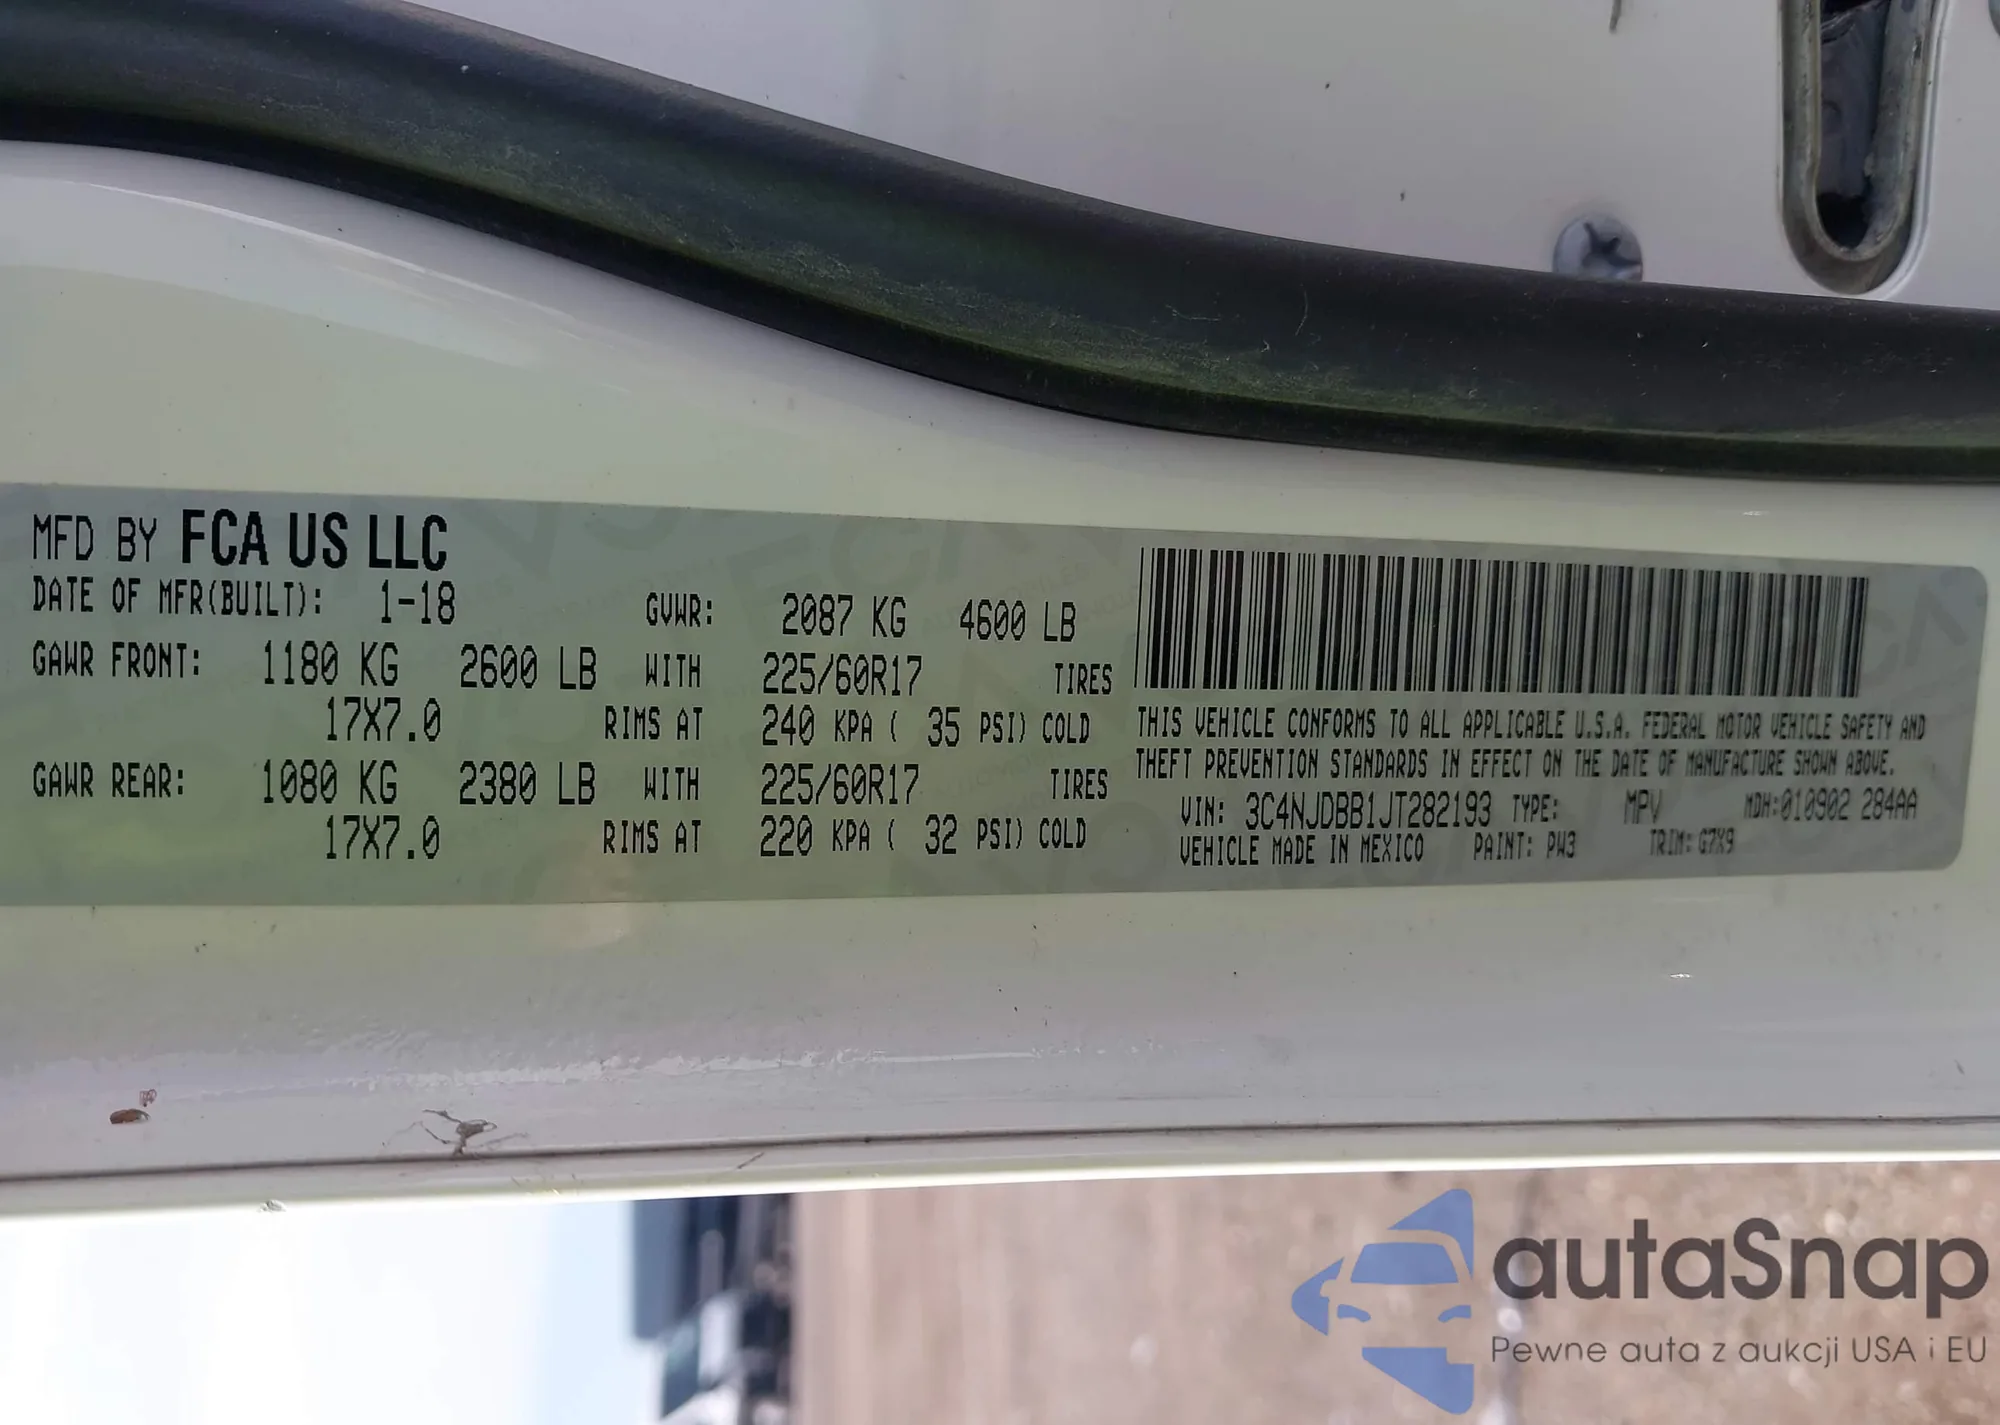 MFD BY FCA US LLC
DATE OF MFR(BUILT): 1-18 GVWR: 2087 KG 4600 LB
GAWR FRONT: 1180 KG 2600 LB WITH 225/60R17 TIRES
17X7.0 RIMS AT 240 KPA ( 35 PSI) COLD
GAWR REAR: 1080 KG 2380 LB WITH 225/60R17 TIRES
17X7.0 RIMS AT 220 KPA ( 32 PSI) COLD
THIS VEHICLE CONFORMS TO ALL APPLICABLE U.S.A. FEDERAL MOTOR VEHICLE SAFETY AND
THEFT PREVENTION STANDARDS IN EFFECT ON THE DATE OF MANUFACTURE SHOWN ABOVE.
VIN: 3C4NJDBB1JT282193 TYPE: MPV MDH:010902 284AA
VEHICLE MADE IN MEXICO PAINT: PW3 TRIM: G7X9
autaSnap
Pewne auta z aukcji USA i EU